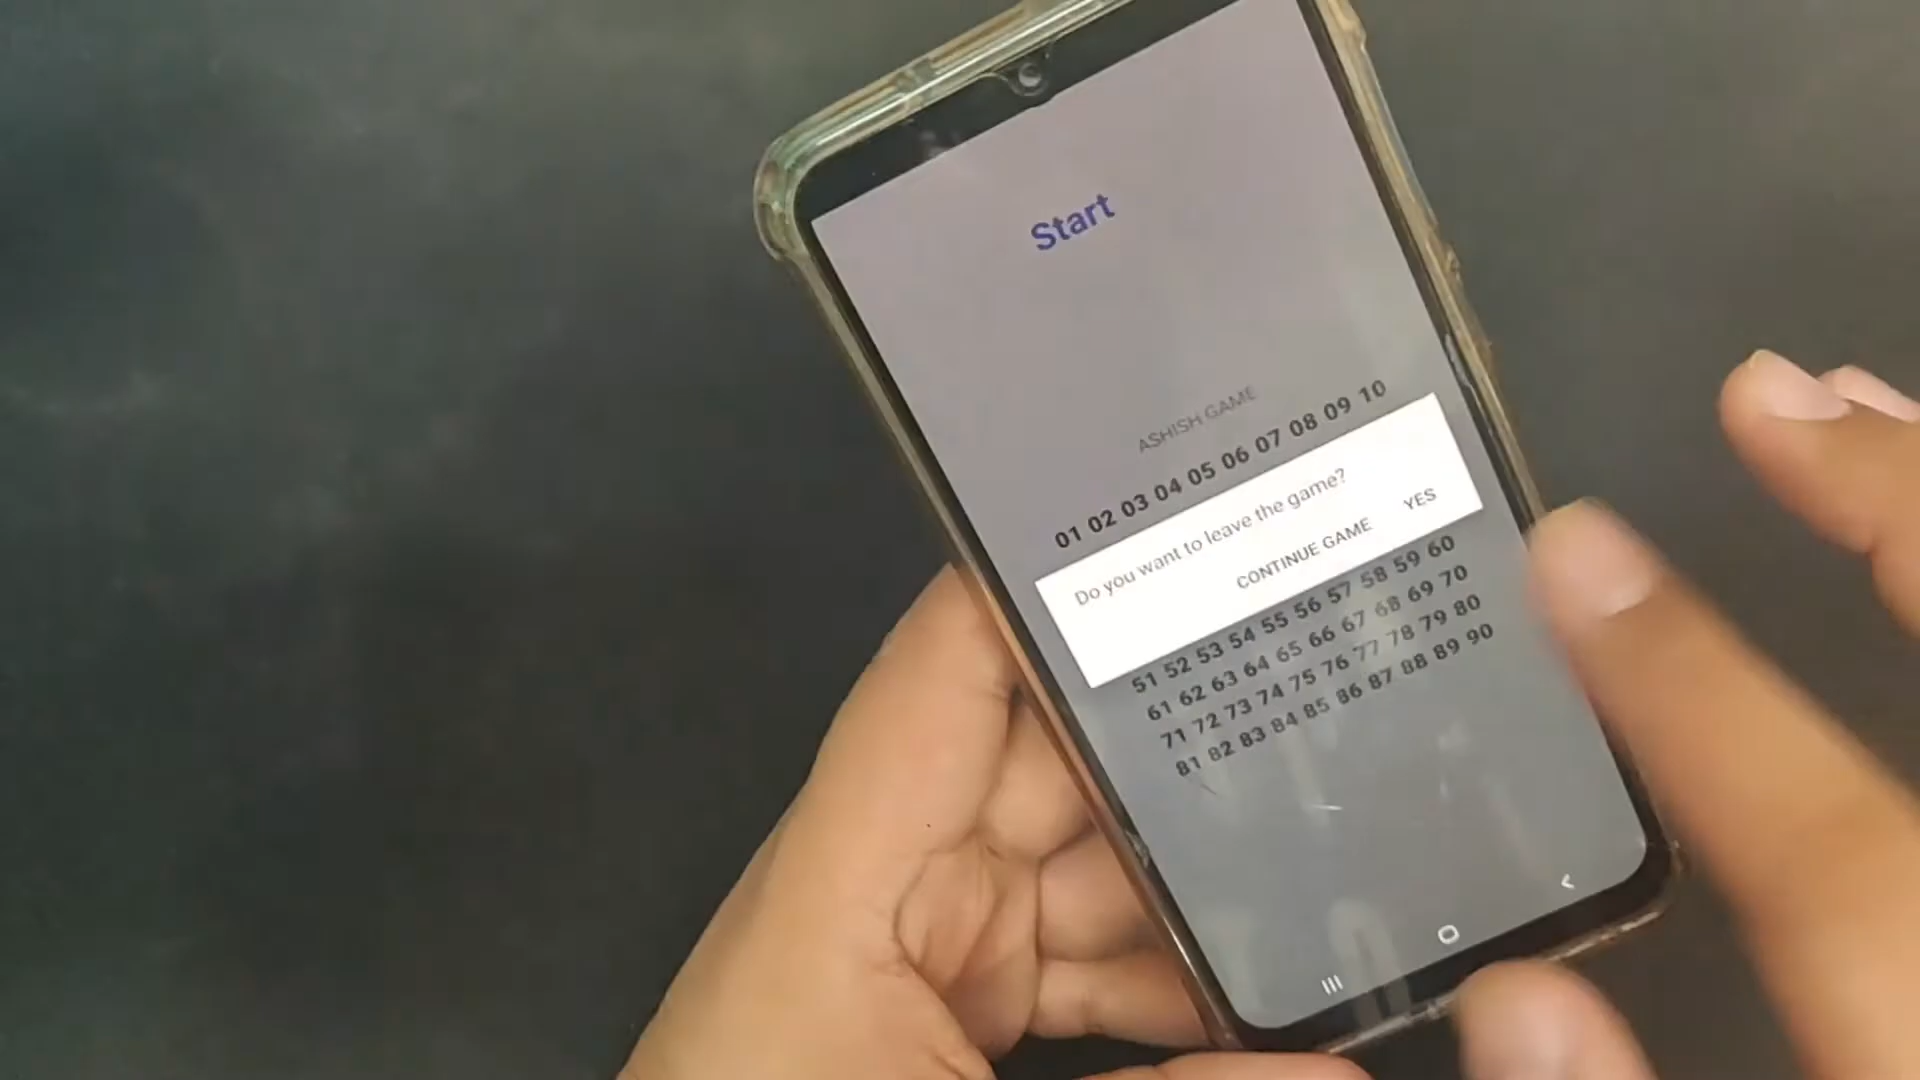 Start
ASHISH GAME
01 02 03 04 05 06 07 08 09 10
Do you want to leave the game?
CONTINUE GAME YES
51 52 53 54 55 56 57 58 59 60
61 62 63 64 65 66 67 68 69 70
71 72 73 74 75 76 77 78 79 80
81 82 83 84 85 86 87 88 89 90